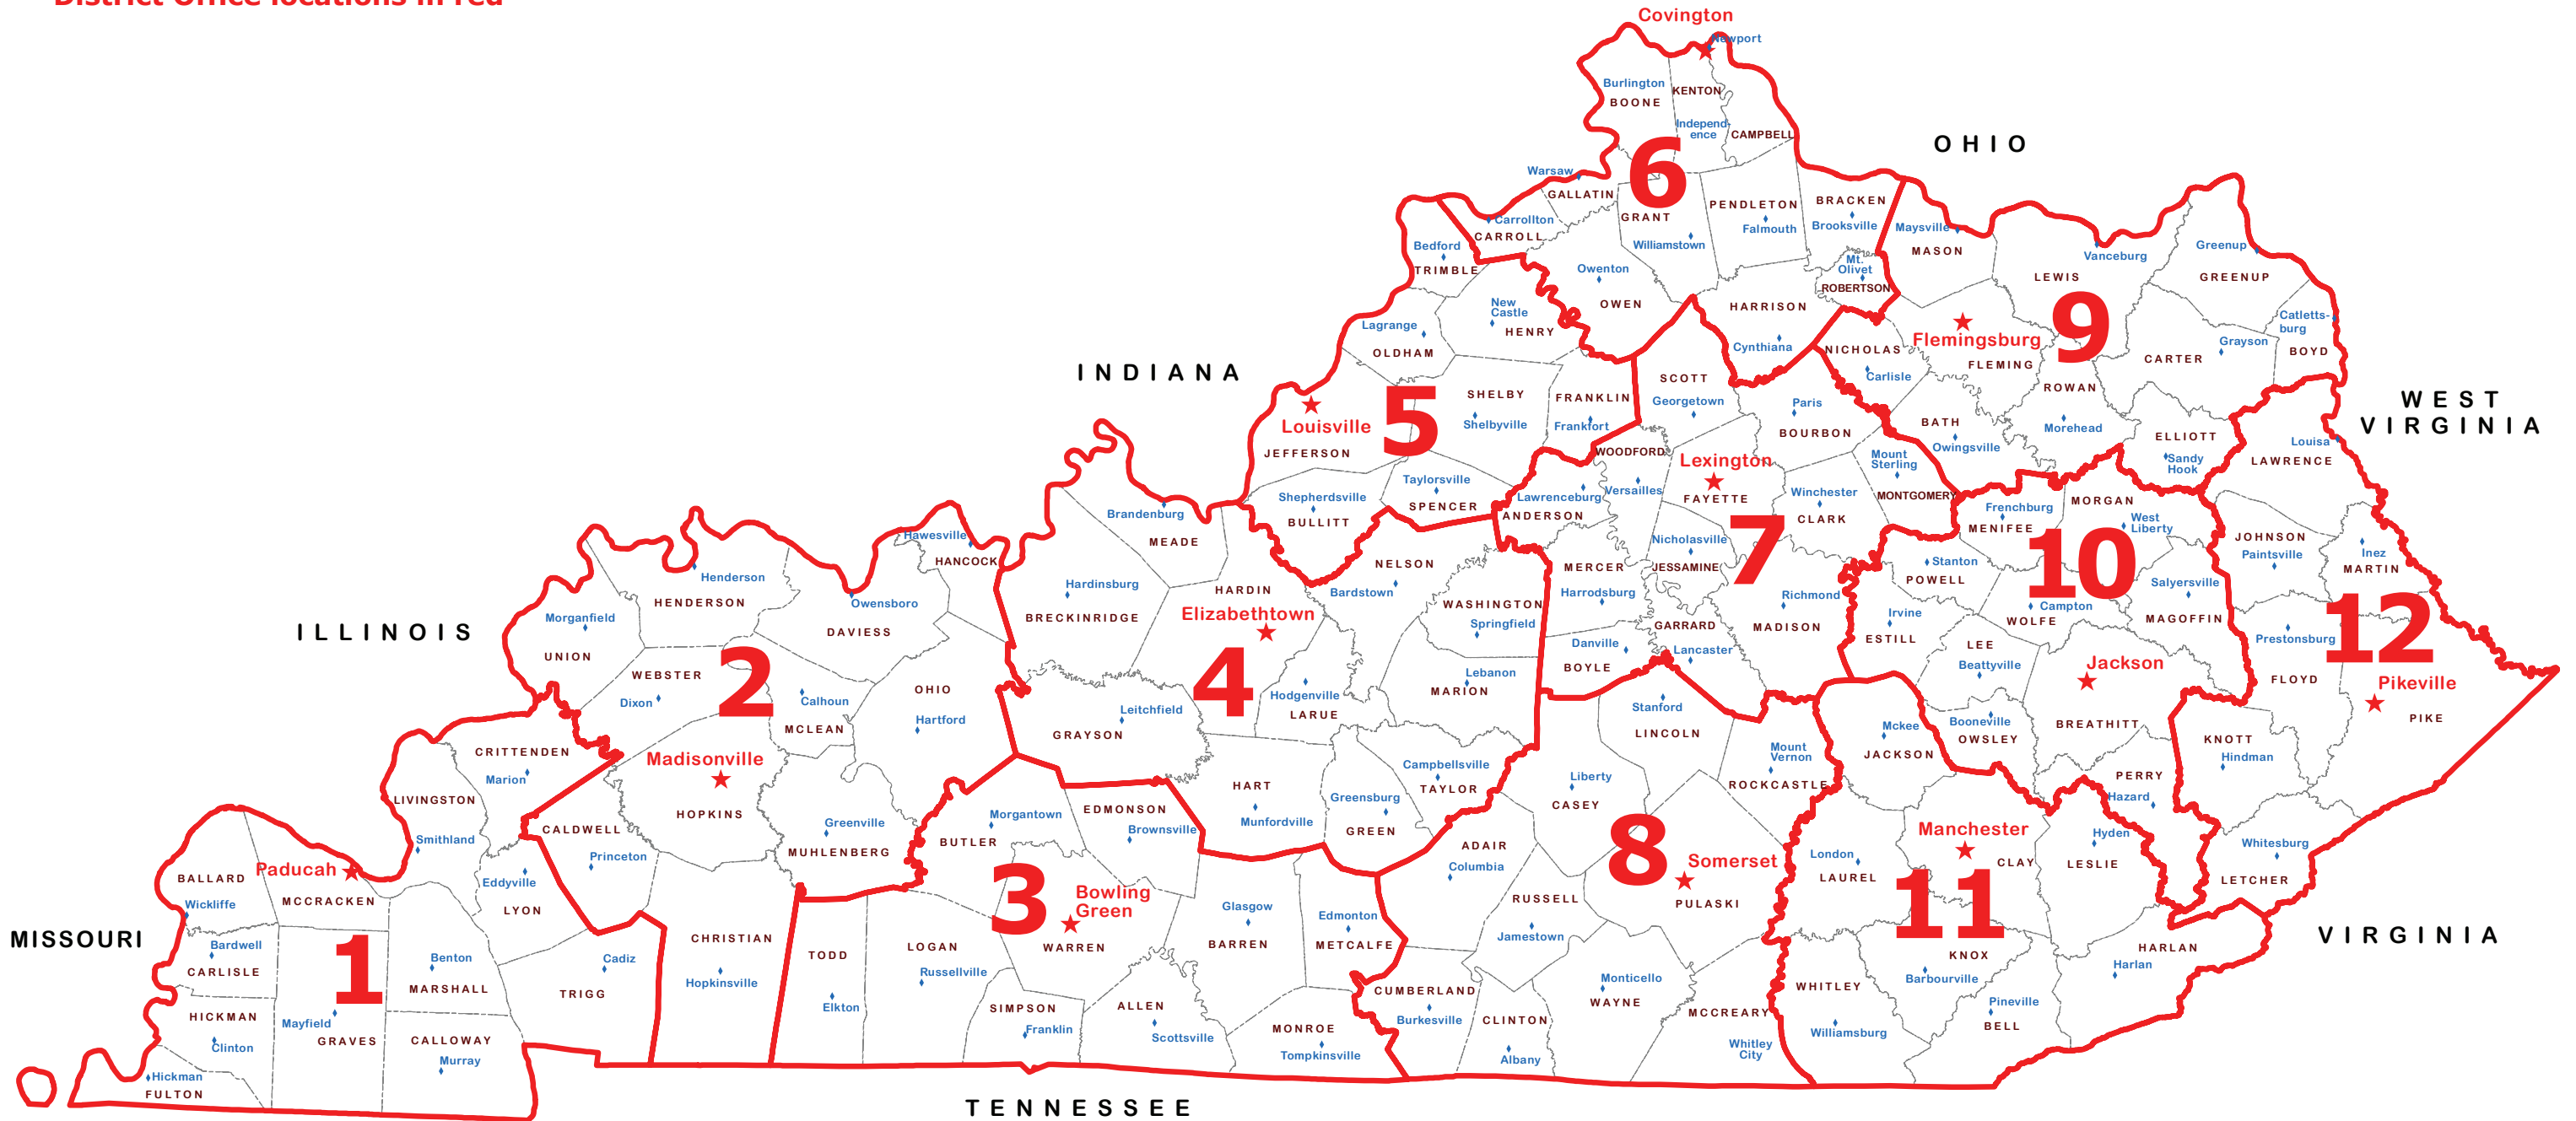 District Office locations in red
Covington
Newport
Burlington
BOONE
KENTON
Independ-
ence
CAMPBELL
OHIO
6
Warsaw
GALLATIN
GRANT
Williamstown
PENDLETON
Falmouth
BRACKEN
Brooksville
Carrollton
CARROLL
Owenton
OWEN
Mt.
Olivet
ROBERTSON
HARRISON
Cynthiana
Maysville
MASON
Vanceburg
LEWIS
Greenup
GREENUP
9
Flemingsburg
FLEMING
Catletts-
burg
BOYD
Grayson
CARTER
NICHOLAS
Carlisle
ROWAN
Morehead
BATH
Owingsville
ELLIOTT
Sandy
Hook
WEST
VIRGINIA
INDIANA
Bedford
TRIMBLE
New
Castle
HENRY
Lagrange
OLDHAM
5
Louisville
JEFFERSON
SHELBY
Shelbyville
FRANKLIN
Frankfort
Taylorsville
SPENCER
Shepherdsville
BULLITT
SCOTT
Georgetown
Paris
BOURBON
WOODFORD
Versailles
Lexington
FAYETTE
Mount
Sterling
MONTGOMERY
Winchester
CLARK
Lawrenceburg
ANDERSON
7
Nicholasville
JESSAMINE
MERCER
Harrodsburg
Richmond
MADISON
GARRARD
Lancaster
Danville
BOYLE
Louisa
LAWRENCE
MORGAN
West
Liberty
Frenchburg
MENIFEE
10
Stanton
POWELL
Salyersville
MAGOFFIN
Campton
WOLFE
Irvine
ESTILL
LEE
Beattyville
Jackson
BREATHITT
Booneville
OWSLEY
PERRY
Hazard
JOHNSON
Paintsville
Inez
MARTIN
12
Prestonsburg
FLOYD
Pikeville
PIKE
KNOTT
Hindman
Whitesburg
LETCHER
VIRGINIA
Brandenburg
MEADE
Hardinsburg
BRECKINRIDGE
HARDIN
Elizabethtown
4
NELSON
Bardstown
WASHINGTON
Springfield
Lebanon
MARION
Hodgenville
LARUE
Leitchfield
GRAYSON
HART
Munfordville
Campbellsville
TAYLOR
Greensburg
GREEN
ILLINOIS
Hawesville
HANCOCK
Henderson
HENDERSON
Owensboro
DAVIESS
Morganfield
UNION
WEBSTER
Dixon
2
Calhoun
MCLEAN
OHIO
Hartford
Madisonville
HOPKINS
Greenville
MUHLENBERG
CALDWELL
Princeton
CHRISTIAN
Hopkinsville
CRITTENDEN
Marion
LIVINGSTON
Smithland
Paducah
MCCRACKEN
BALLARD
Wickliffe
Eddyville
LYON
MISSOURI
Bardwell
CARLISLE
1
Benton
MARSHALL
Cadiz
TRIGG
HICKMAN
Clinton
Mayfield
GRAVES
CALLOWAY
Murray
Hickman
FULTON
Morgantown
BUTLER
EDMONSON
Brownsville
3
Bowling
Green
WARREN
TODD
Elkton
LOGAN
Russellville
SIMPSON
Franklin
Glasgow
BARREN
Edmonton
METCALFE
ALLEN
Scottsville
MONROE
Tompkinsville
TENNESSEE
Stanford
LINCOLN
Mount
Vernon
ROCKCASTLE
Liberty
CASEY
8
Somerset
PULASKI
ADAIR
Columbia
RUSSELL
Jamestown
CUMBERLAND
Burkesville
CLINTON
Albany
Monticello
WAYNE
MCCREARY
Whitley
City
Mckee
JACKSON
Manchester
CLAY
London
LAUREL
11
Hyden
LESLIE
KNOX
Barbourville
WHITLEY
Williamsburg
Pineville
BELL
HARLAN
Harlan